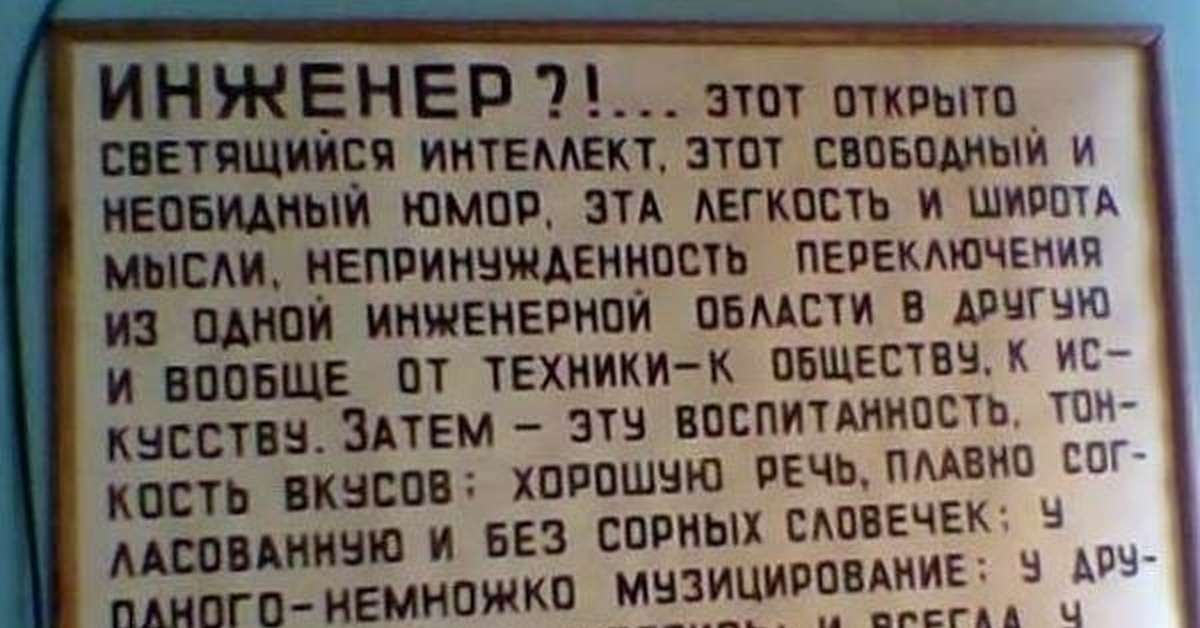 ИНЖЕНЕР?!... ЭТОТ ОТКРЫТО
СВЕТЯЩИЙСЯ ИНТЕЛЛЕКТ, ЭТОТ СВОБОДНЫЙ И
НЕОБИДНЫЙ ЮМОР, ЭТА ЛЕГКОСТЬ И ШИРОТА
МЫСЛИ, НЕПРИНУЖДЕННОСТЬ ПЕРЕКЛЮЧЕНИЯ
ИЗ ОДНОЙ ИНЖЕНЕРНОЙ ОБЛАСТИ В ДРУГУЮ
И ВООБЩЕ ОТ ТЕХНИКИ-К ОБЩЕСТВУ, К ИС-
КУССТВУ. ЗАТЕМ - ЭТУ ВОСПИТАННОСТЬ, ТОН-
КОСТЬ ВКУСОВ; ХОРОШУЮ РЕЧЬ, ПЛАВНО СОГ-
ЛАСОВАННУЮ И БЕЗ СОРНЫХ СЛОВЕЧЕК; У
ОДНОГО-НЕМНОЖКО МУЗИЦИРОВАНИЕ; У ДРУ-
И ВСЕГДА У